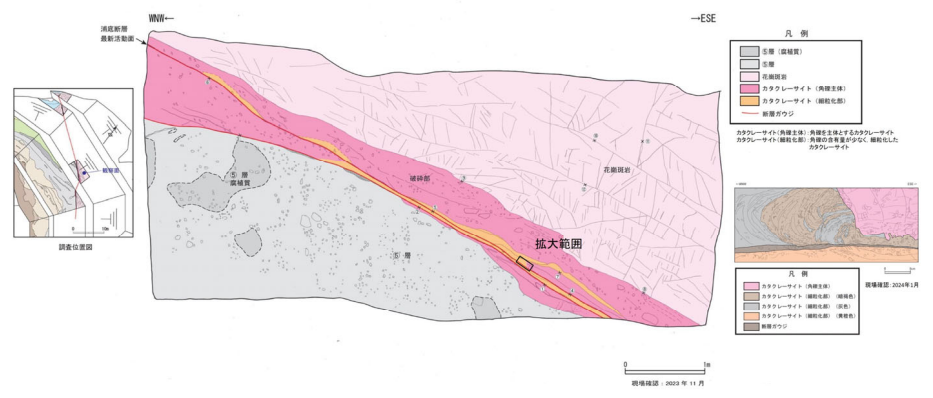 WNW←
→ESE
浦底断層
最新活動面
凡 例
⑤層（腐植質）
⑤層
花崗斑岩
カタクレーサイト（角礫主体）
カタクレーサイト（細粒化部）
断層ガウジ
カタクレーサイト(角礫主体)：角礫を主体とするカタクレーサイト
カタクレーサイト(細粒化部)：角礫の含有量が少なく、細粒化した
カタクレーサイト
観察面
0 10m
調査位置図
⑤ 層
腐植質
破砕部
花崗斑岩
拡大範囲
⑤ 層
←WNW
ESE→
現場確認：2024年1月
凡 例
カタクレーサイト（角礫主体）
カタクレーサイト（細粒化部）（暗褐色）
カタクレーサイト（細粒化部）（灰色）
カタクレーサイト（細粒化部）（黄橙色）
断層ガウジ
0 1m
現場確認：2023 年 11 月